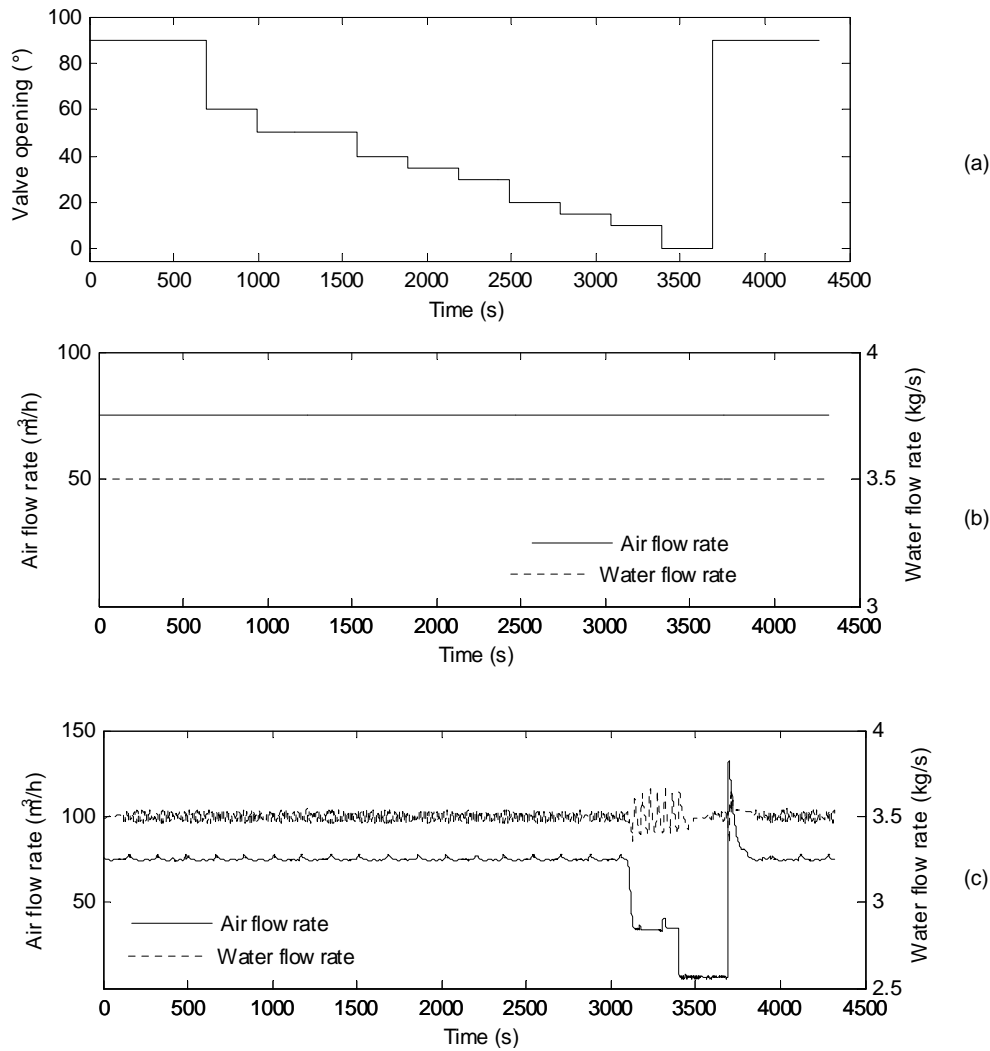 100
80
60
40
20
0
Valve opening (°)
0 500 1000 1500 2000 2500 3000 3500 4000 4500
Time (s)
(a)
100
50
Air flow rate (m³/h)
4
3.5
3
Water flow rate (kg/s)
Air flow rate
Water flow rate
0 500 1000 1500 2000 2500 3000 3500 4000 4500
Time (s)
(b)
150
100
50
Air flow rate (m³/h)
4
3.5
3
2.5
Water flow rate (kg/s)
Air flow rate
Water flow rate
0 500 1000 1500 2000 2500 3000 3500 4000 4500
Time (s)
(c)